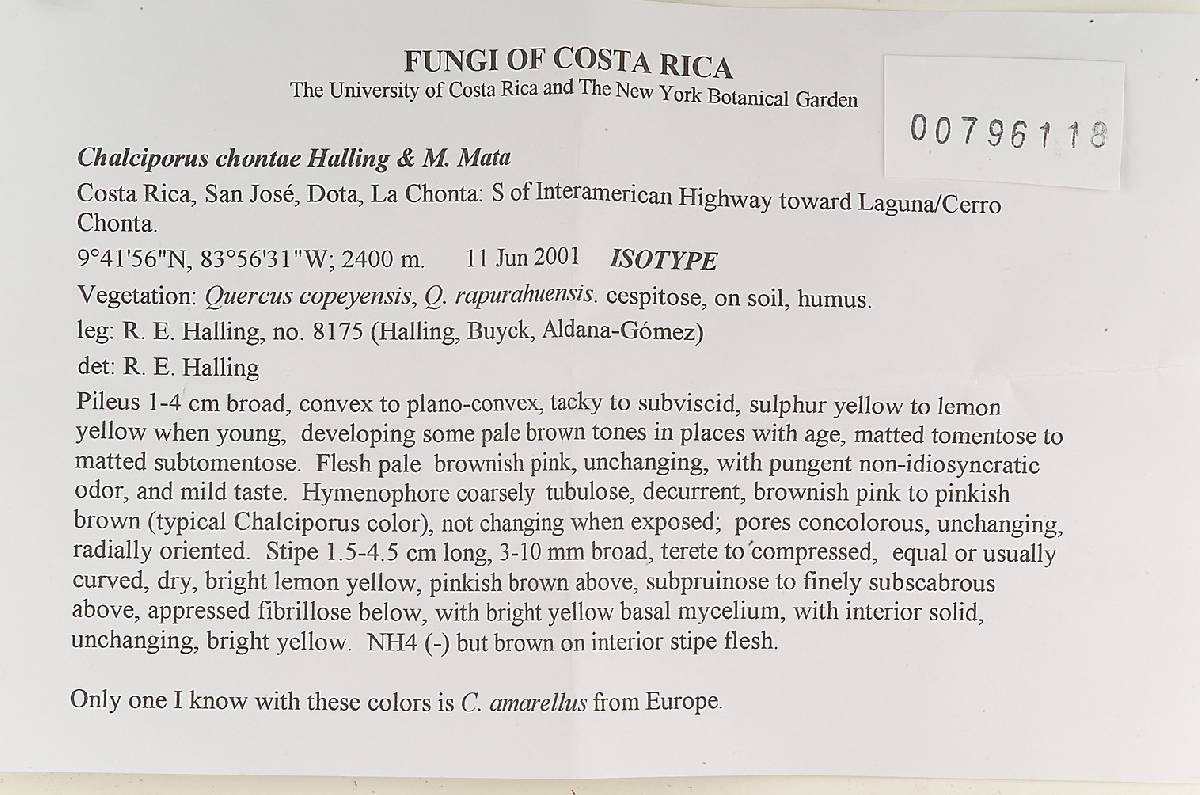 FUNGI OF COSTA RICA
The University of Costa Rica and The New York Botanical Garden
00796118
Chalciporus chontae Halling & M. Mata
Costa Rica, San José, Dota, La Chonta: S of Interamerican Highway toward Laguna/Cerro
Chonta.
9°41'56"N, 83°56'31"W; 2400 m. 11 Jun 2001 ISOTYPE
Vegetation: Quercus copeyensis, Q. rapurahuensis. cespitose, on soil, humus.
leg: R. E. Halling, no. 8175 (Halling, Buyck, Aldana-Gómez)
det: R. E. Halling
Pileus 1-4 cm broad, convex to plano-convex, tacky to subviscid, sulphur yellow to lemon
yellow when young, developing some pale brown tones in places with age, matted tomentose to
matted subtomentose. Flesh pale brownish pink, unchanging, with pungent non-idiosyncratic
odor, and mild taste. Hymenophore coarsely tubulose, decurrent, brownish pink to pinkish
brown (typical Chalciporus color), not changing when exposed; pores concolorous, unchanging,
radially oriented. Stipe 1.5-4.5 cm long, 3-10 mm broad, terete to compressed, equal or usually
curved, dry, bright lemon yellow, pinkish brown above, subpruinose to finely subscabrous
above, appressed fibrillose below, with bright yellow basal mycelium, with interior solid,
unchanging, bright yellow. NH4 (-) but brown on interior stipe flesh.
Only one I know with these colors is C. amarellus from Europe.